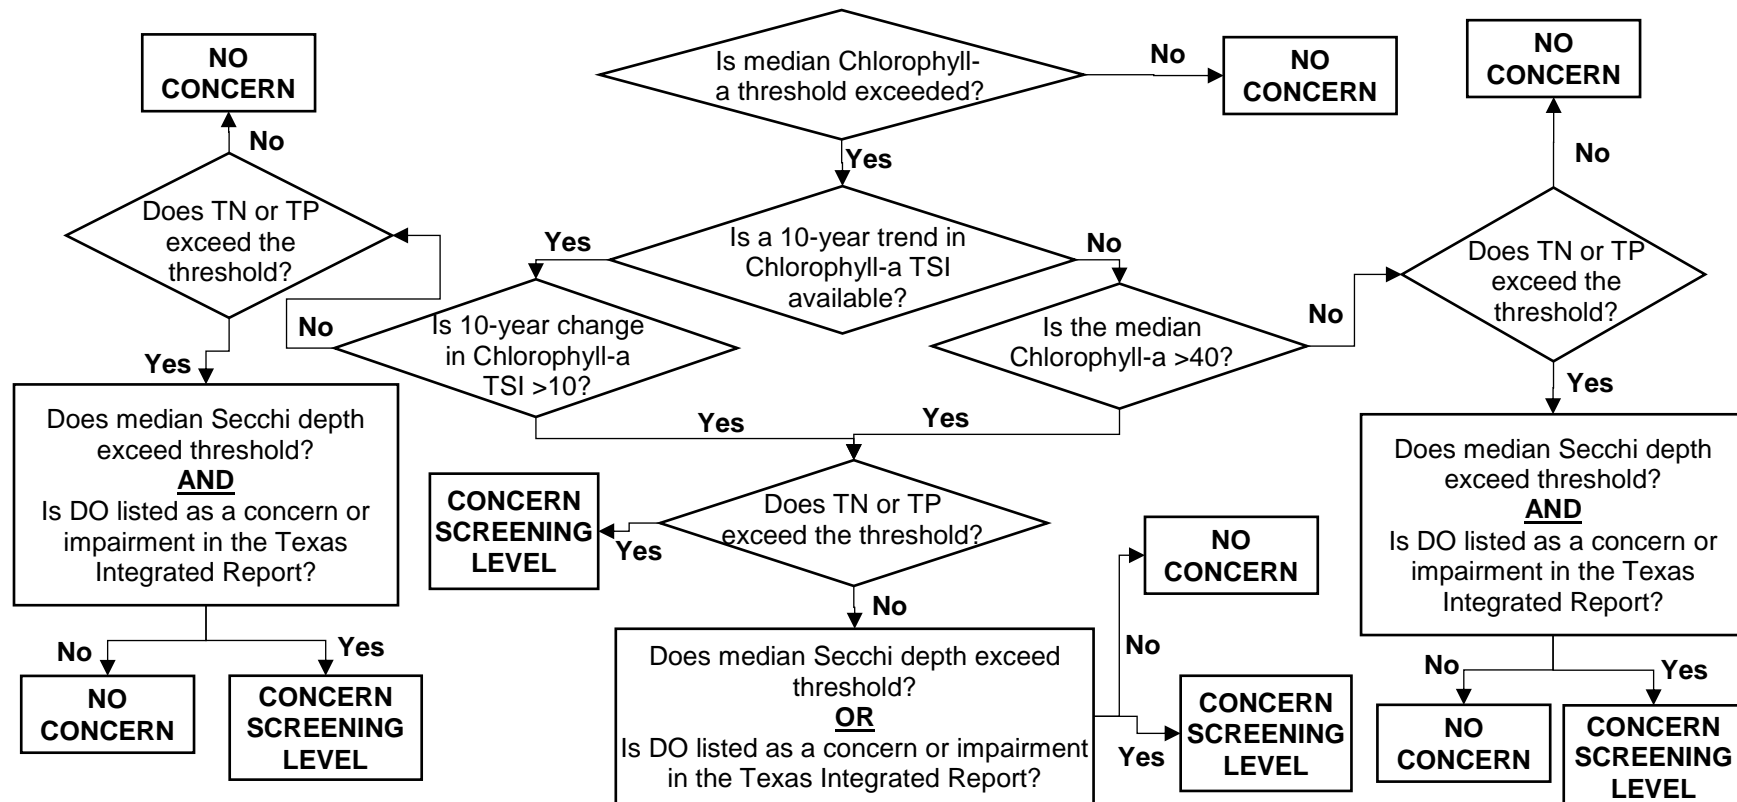 Is median Chlorophyll-
a threshold exceeded?
No
NO
CONCERN
Yes
Is a 10-year trend in
Chlorophyll-a TSI
available?
Yes
No
Is 10-year change
in Chlorophyll-a
TSI >10?
No
Yes
Does TN or TP
exceed the
threshold?
No
NO
CONCERN
Yes
Does median Secchi depth
exceed threshold?
AND
Is DO listed as a concern or
impairment in the Texas
Integrated Report?
No
NO
CONCERN
Yes
CONCERN
SCREENING
LEVEL
Is the median
Chlorophyll-a >40?
Yes
No
Does TN or TP
exceed the threshold?
Yes
CONCERN
SCREENING
LEVEL
No
Does median Secchi depth exceed
threshold?
OR
Is DO listed as a concern or impairment
in the Texas Integrated Report?
No
NO
CONCERN
Yes
CONCERN
SCREENING
LEVEL
Does TN or TP
exceed the
threshold?
No
NO
CONCERN
Yes
Does median Secchi depth
exceed threshold?
AND
Is DO listed as a concern or
impairment in the Texas
Integrated Report?
No
NO
CONCERN
Yes
CONCERN
SCREENING
LEVEL